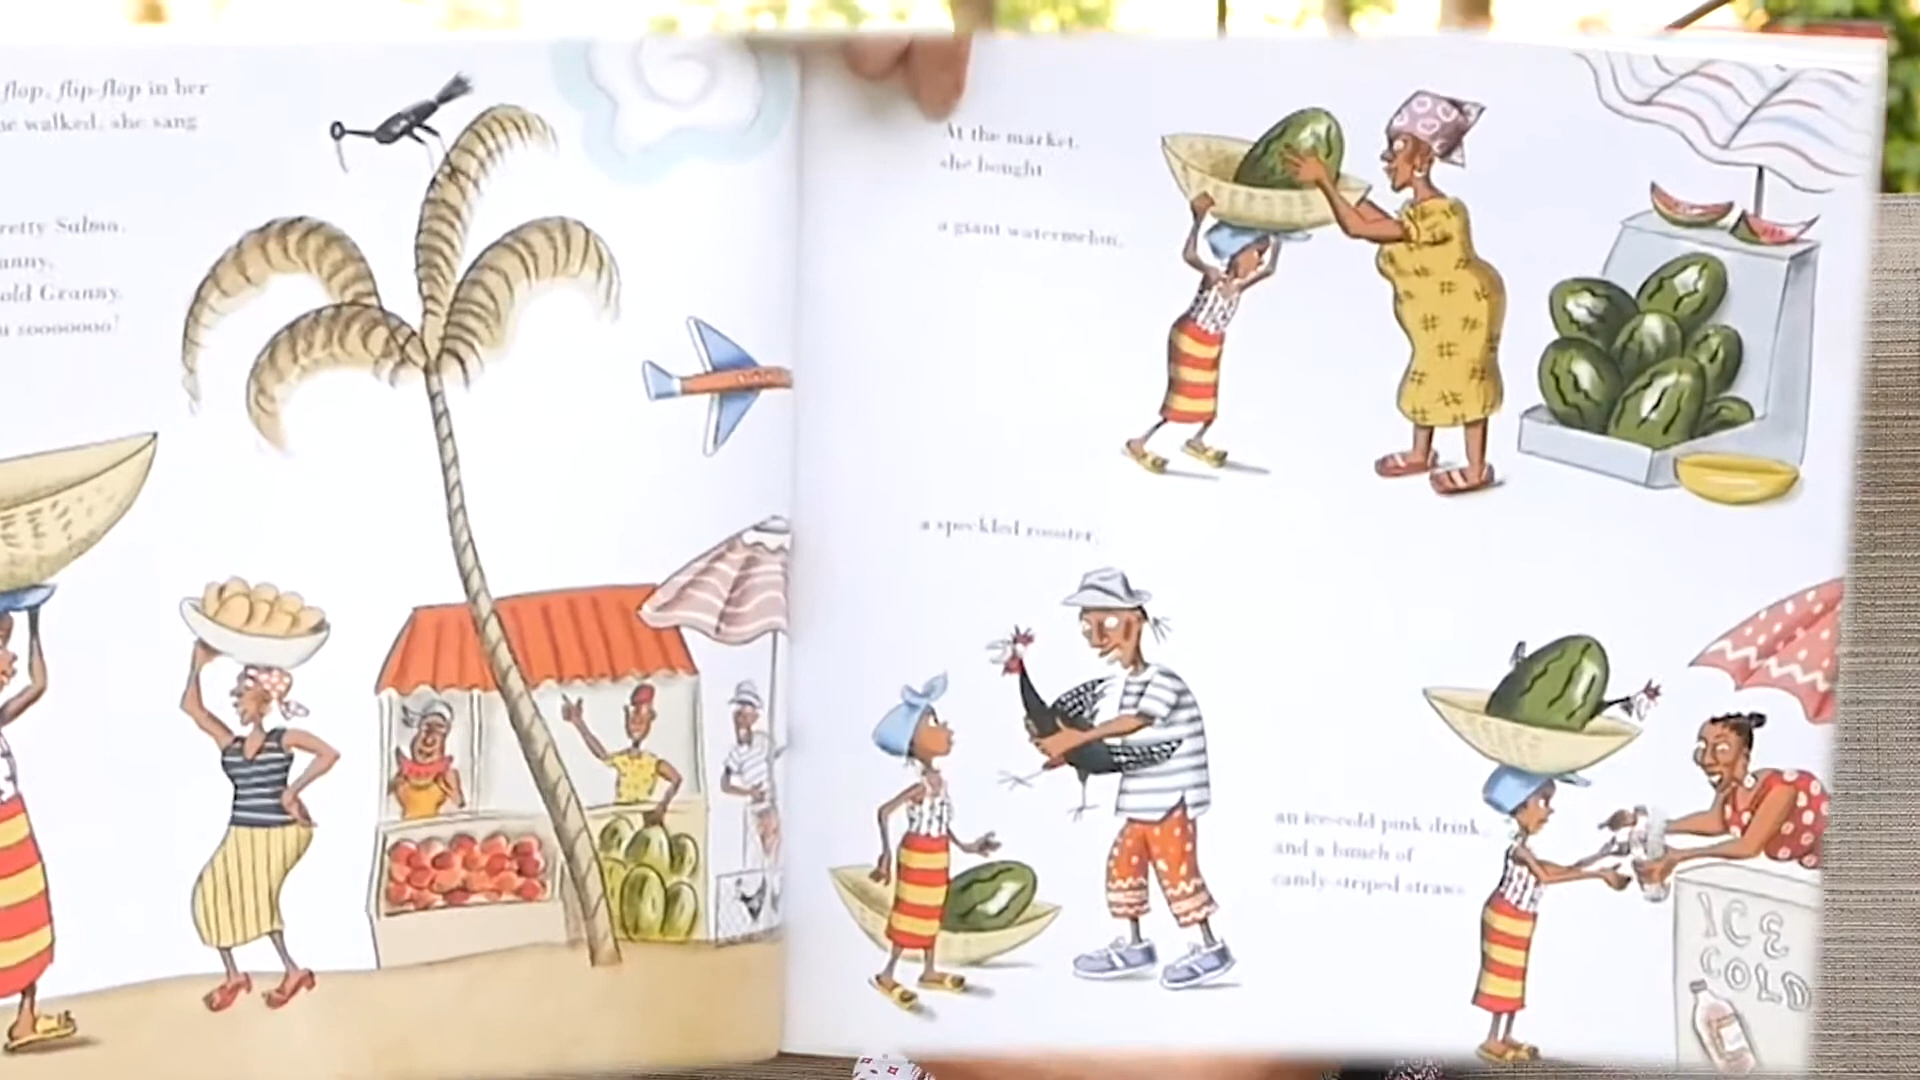 flop, flip-flop in her
he walked, she sang
retty Salma,
anny,
old Granny.
u sooooooo!
At the market,
she bought
a giant watermelon,
a speckled rooster,
an ice-cold pink drink,
and a bunch of
candy-striped straws.
ICE
COLD